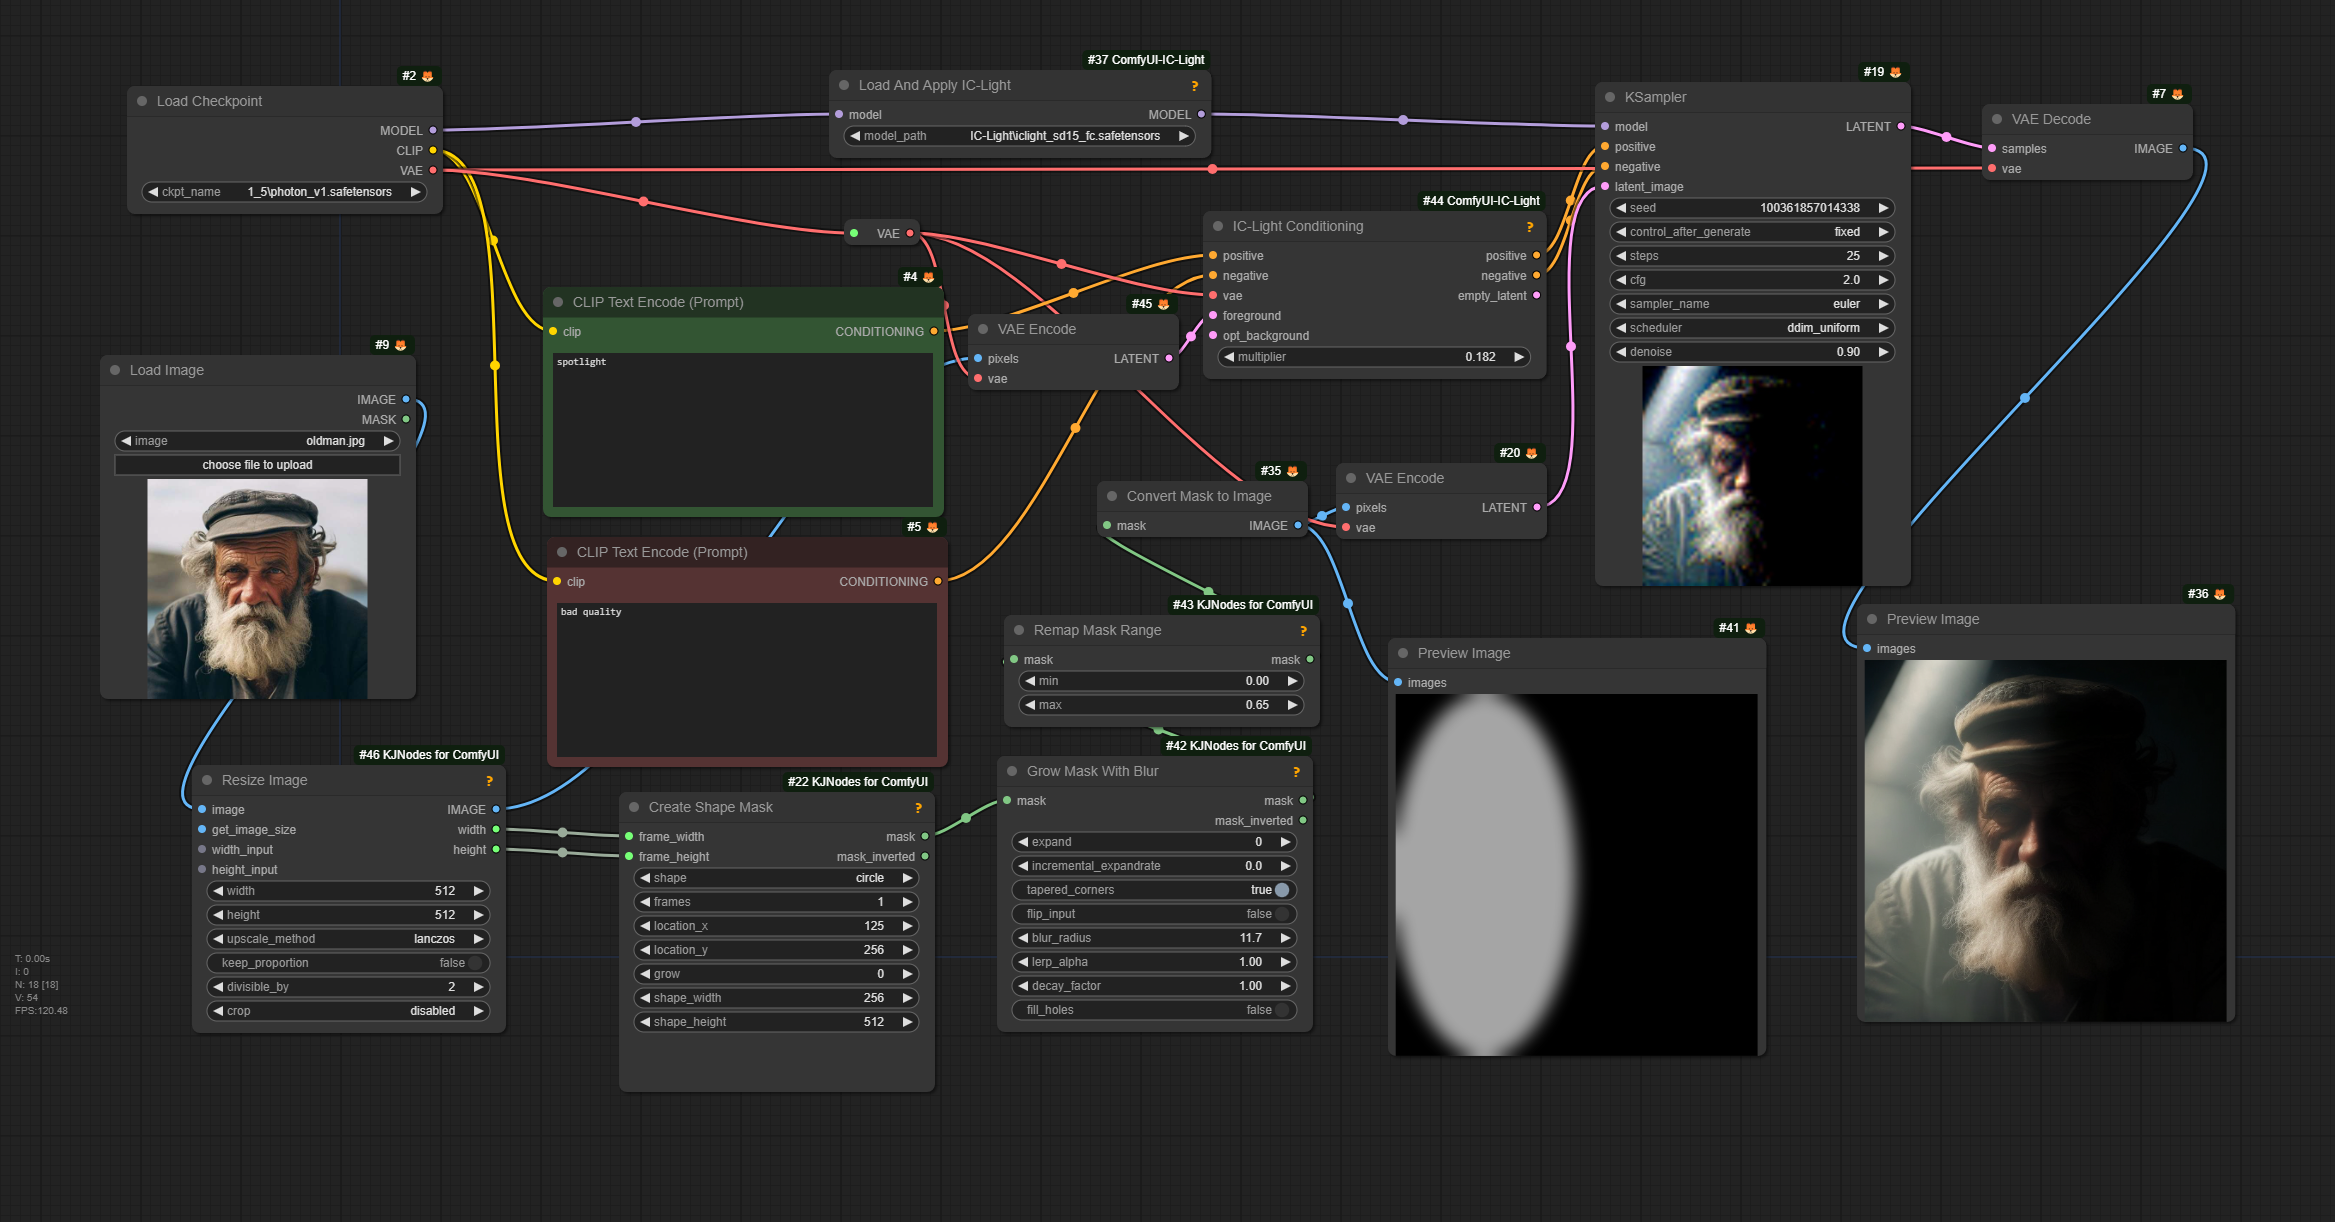 #2
Load Checkpoint
MODEL
CLIP
VAE
ckpt_name 1_5\photon_v1.safetensors
#37 ComfyUI-IC-Light
Load And Apply IC-Light ?
model MODEL
model_path IC-Light\iclight_sd15_fc.safetensors
#19
KSampler
model LATENT
positive
negative
latent_image
seed 100361857014338
control_after_generate fixed
steps 25
cfg 2.0
sampler_name euler
scheduler ddim_uniform
denoise 0.90
#7
VAE Decode
samples IMAGE
vae
VAE
#44 ComfyUI-IC-Light
IC-Light Conditioning ?
positive positive
negative negative
vae empty_latent
foreground
opt_background
multiplier 0.182
#4
CLIP Text Encode (Prompt)
clip CONDITIONING
spotlight
#45
VAE Encode
pixels LATENT
vae
#9
Load Image
IMAGE
MASK
image oldman.jpg
choose file to upload
#5
CLIP Text Encode (Prompt)
clip CONDITIONING
bad quality
#35
Convert Mask to Image
mask IMAGE
#20
VAE Encode
pixels LATENT
vae
#43 KJNodes for ComfyUI
Remap Mask Range ?
mask mask
min 0.00
max 0.65
#41
Preview Image
images
#36
Preview Image
images
#46 KJNodes for ComfyUI
Resize Image ?
image IMAGE
get_image_size width
width_input height
height_input
width 512
height 512
upscale_method lanczos
keep_proportion false
divisible_by 2
crop disabled
#22 KJNodes for ComfyUI
Create Shape Mask ?
frame_width mask
frame_height mask_inverted
shape circle
frames 1
location_x 125
location_y 256
grow 0
shape_width 256
shape_height 512
#42 KJNodes for ComfyUI
Grow Mask With Blur ?
mask mask
mask_inverted
expand 0
incremental_expandrate 0.0
tapered_corners true
flip_input false
blur_radius 11.7
lerp_alpha 1.00
decay_factor 1.00
fill_holes false
T: 0.00s
I: 0
N: 18 [18]
V: 54
FPS:120.48